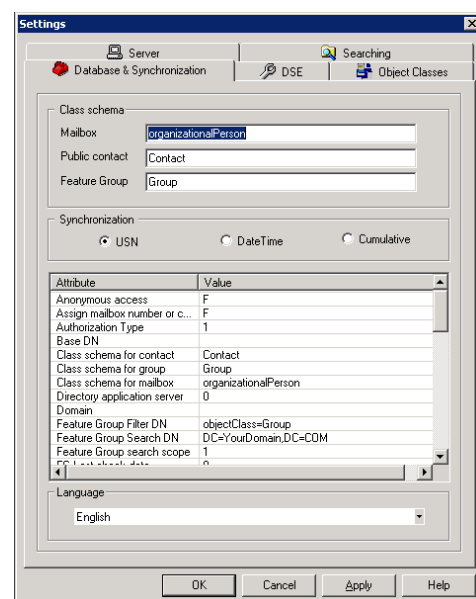 Settings
Server
Searching
Database & Synchronization
DSE
Object Classes
Class schema
Mailbox
organizationalPerson
Public contact
Contact
Feature Group
Group
Synchronization
USN
DateTime
Cumulative
Attribute Value
Anonymous access F
Assign mailbox number or c... F
Authorization Type 1
Base DN
Class schema for contact Contact
Class schema for group Group
Class schema for mailbox organizationalPerson
Directory application server 0
Domain
Feature Group Filter DN objectClass=Group
Feature Group Search DN DC=YourDomain,DC=COM
Feature Group search scope 1
Language
English
OK
Cancel
Apply
Help